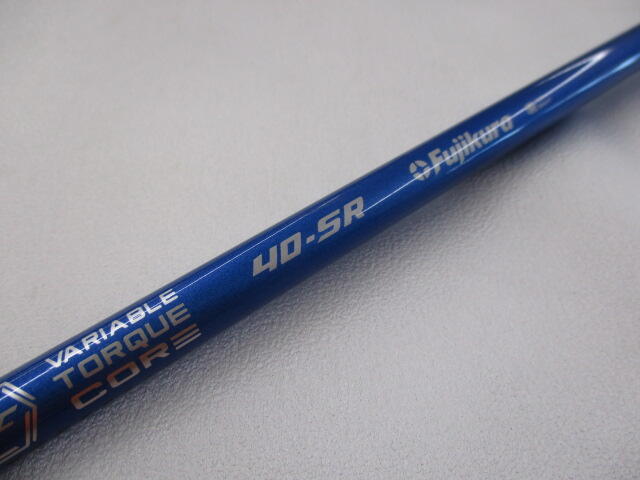 VARIABLE
TORQUE
CORE
40-SR
Fujikura